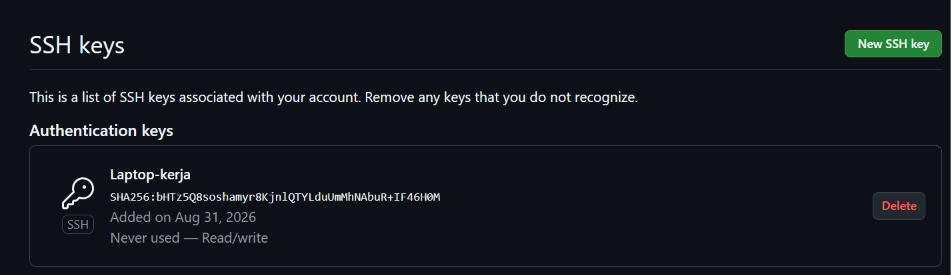 SSH keys
New SSH key
This is a list of SSH keys associated with your account. Remove any keys that you do not recognize.
Authentication keys
Laptop-kerja
SHA256:bHTz5Q8soshamyr8KjnlQTYLduUmMhNAbuR+IF46H0M
Added on Aug 31, 2026
Never used — Read/write
SSH
Delete